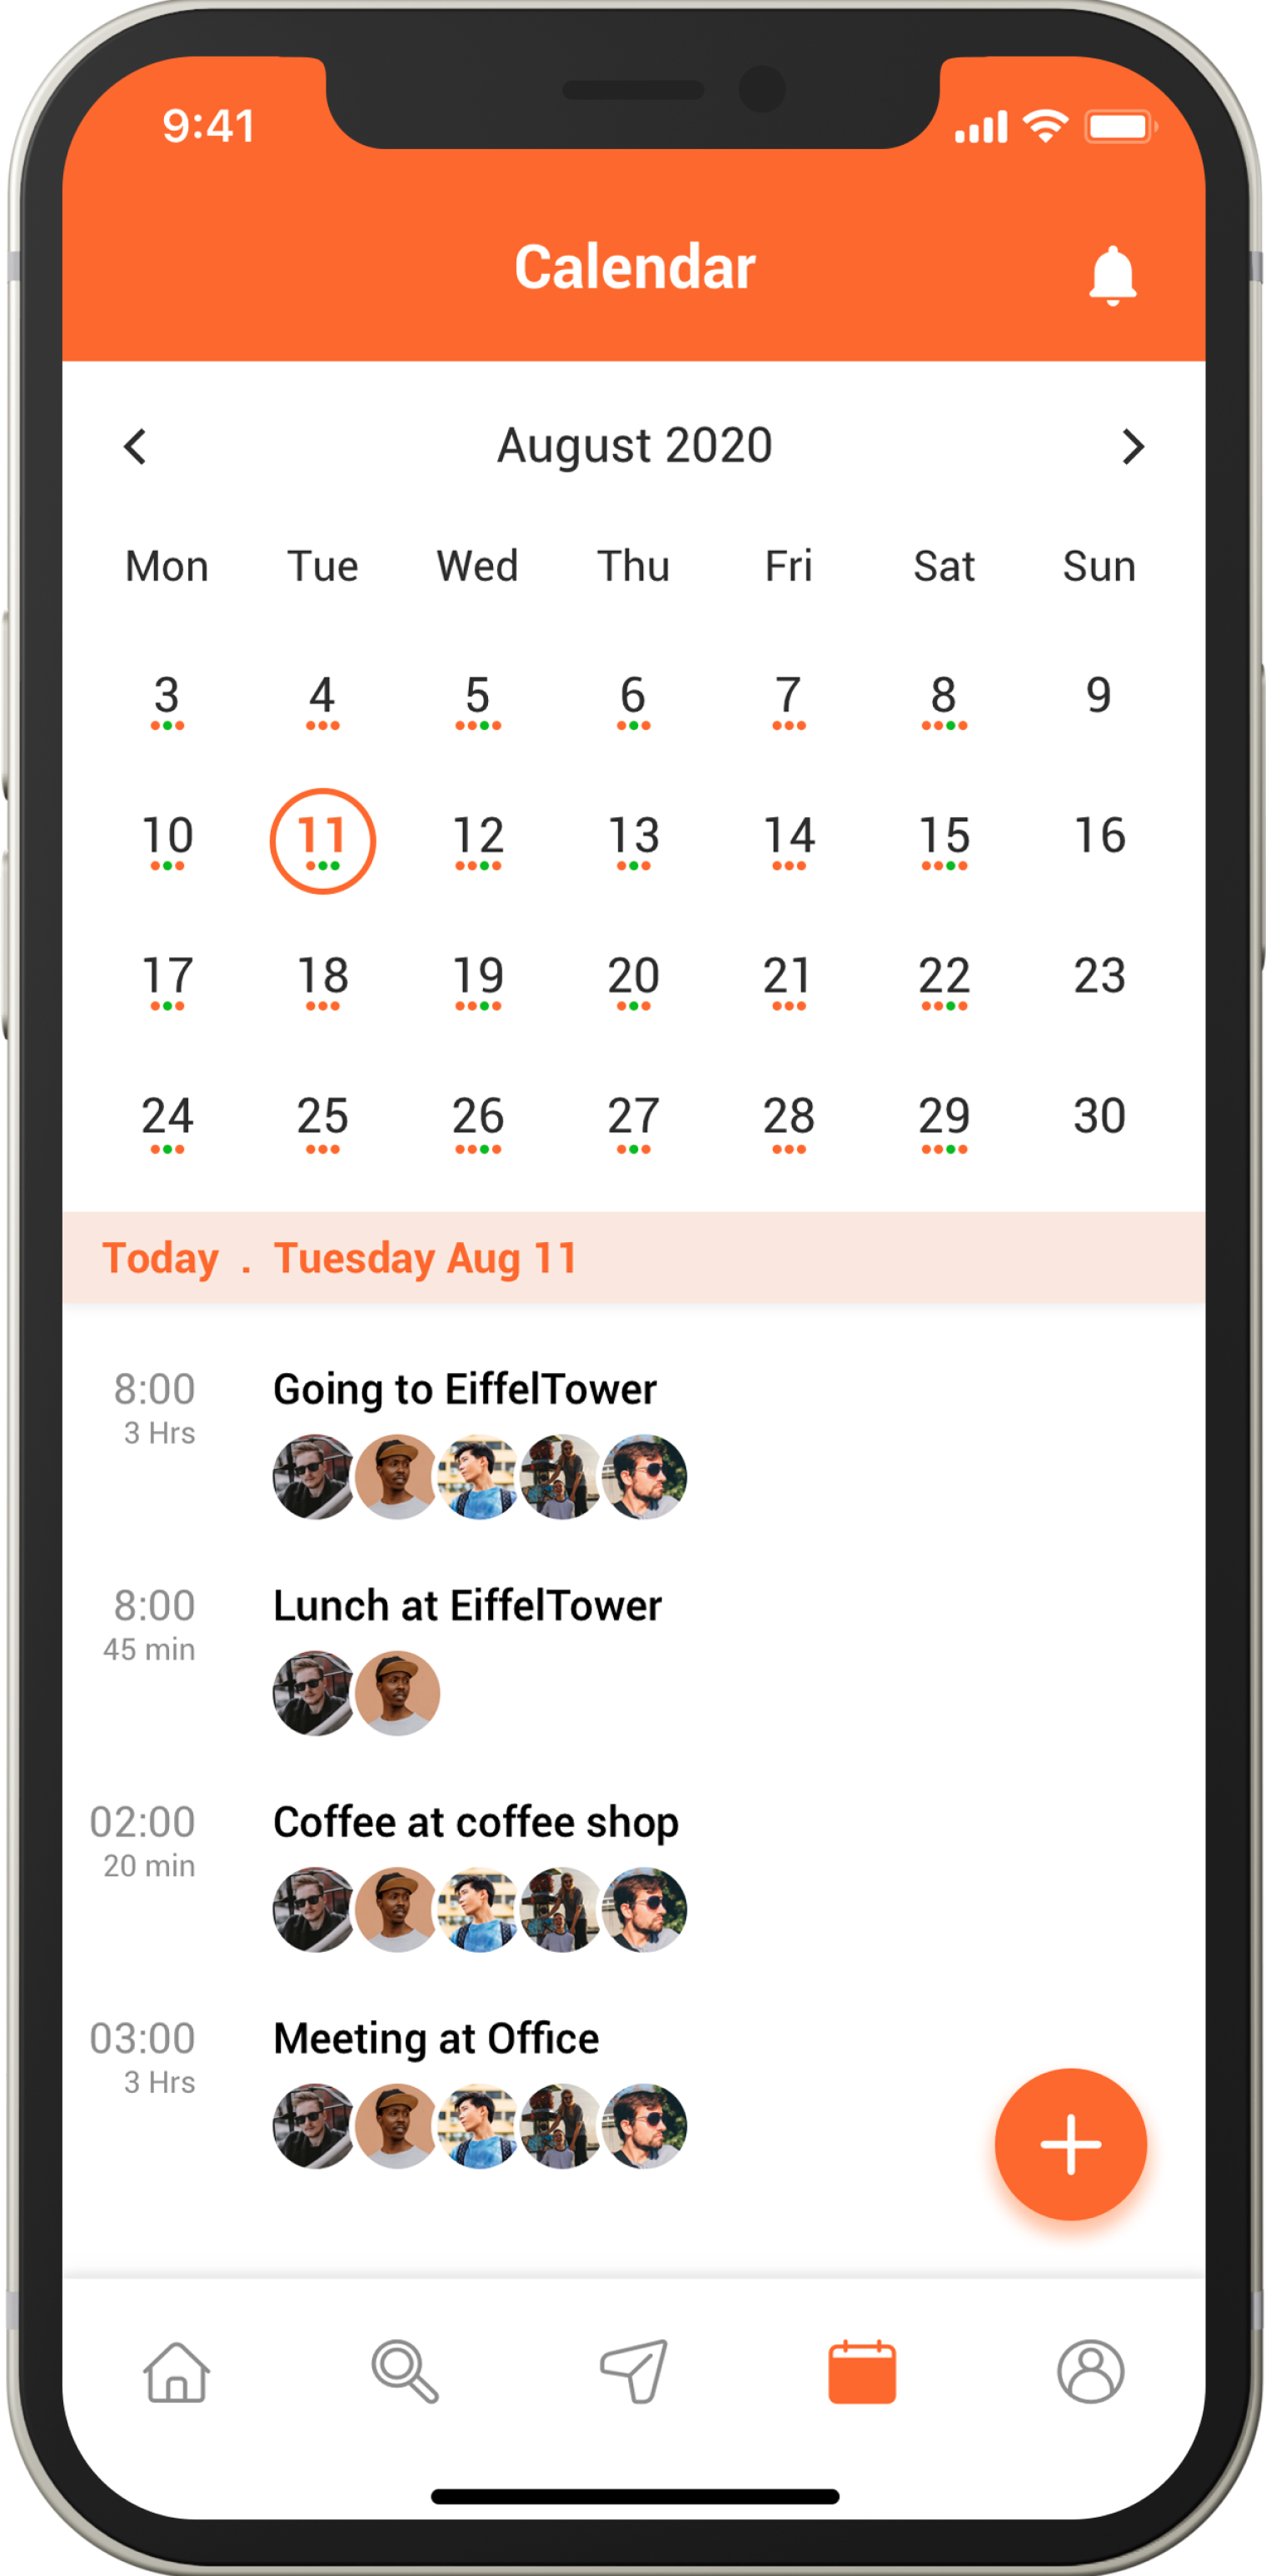 9:41
Calendar
August 2020
Mon Tue Wed Thu Fri Sat Sun
3 4 5 6 7 8 9
10 11 12 13 14 15 16
17 18 19 20 21 22 23
24 25 26 27 28 29 30
Today . Tuesday Aug 11
8:00 Going to EiffelTower
3 Hrs
8:00 Lunch at EiffelTower
45 min
02:00 Coffee at coffee shop
20 min
03:00 Meeting at Office
3 Hrs